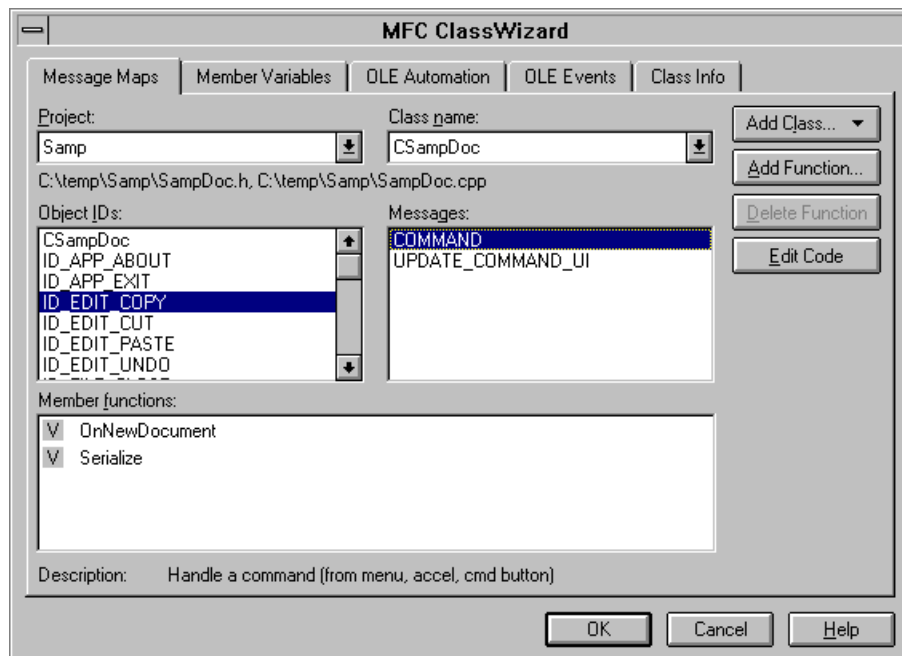 MFC ClassWizard
Message Maps Member Variables OLE Automation OLE Events Class Info
Project: Class name:
Samp CSampDoc Add Class...
C:\temp\Samp\SampDoc.h, C:\temp\Samp\SampDoc.cpp Add Function...
Object IDs: Messages: Delete Function
CSampDoc COMMAND
ID_APP_ABOUT UPDATE_COMMAND_UI Edit Code
ID_APP_EXIT
ID_EDIT_COPY
ID_EDIT_CUT
ID_EDIT_PASTE
ID_EDIT_UNDO
Member functions:
V OnNewDocument
V Serialize
Description: Handle a command (from menu, accel, cmd button)
OK Cancel Help